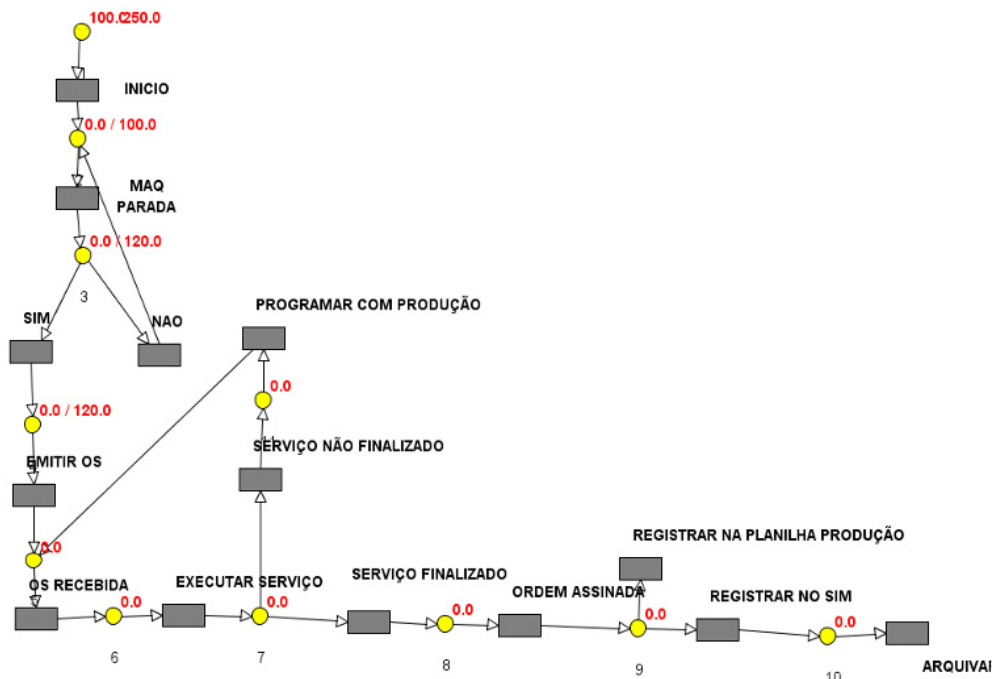 100.0250.0
INICIO
0.0 / 100.0
MAQ
PARADA
0.0 / 120.0
3
SIM
NAO
PROGRAMAR COM PRODUÇÃO
0.0
0.0 / 120.0
SERVIÇO NÃO FINALIZADO
EMITIR OS
0.0
OS RECEBIDA
0.0
EXECUTAR SERVIÇO
0.0
SERVIÇO FINALIZADO
0.0
ORDEM ASSINADA
REGISTRAR NA PLANILHA PRODUÇÃO
0.0
REGISTRAR NO SIM
0.0
ARQUIVAR
6
7
8
9
10